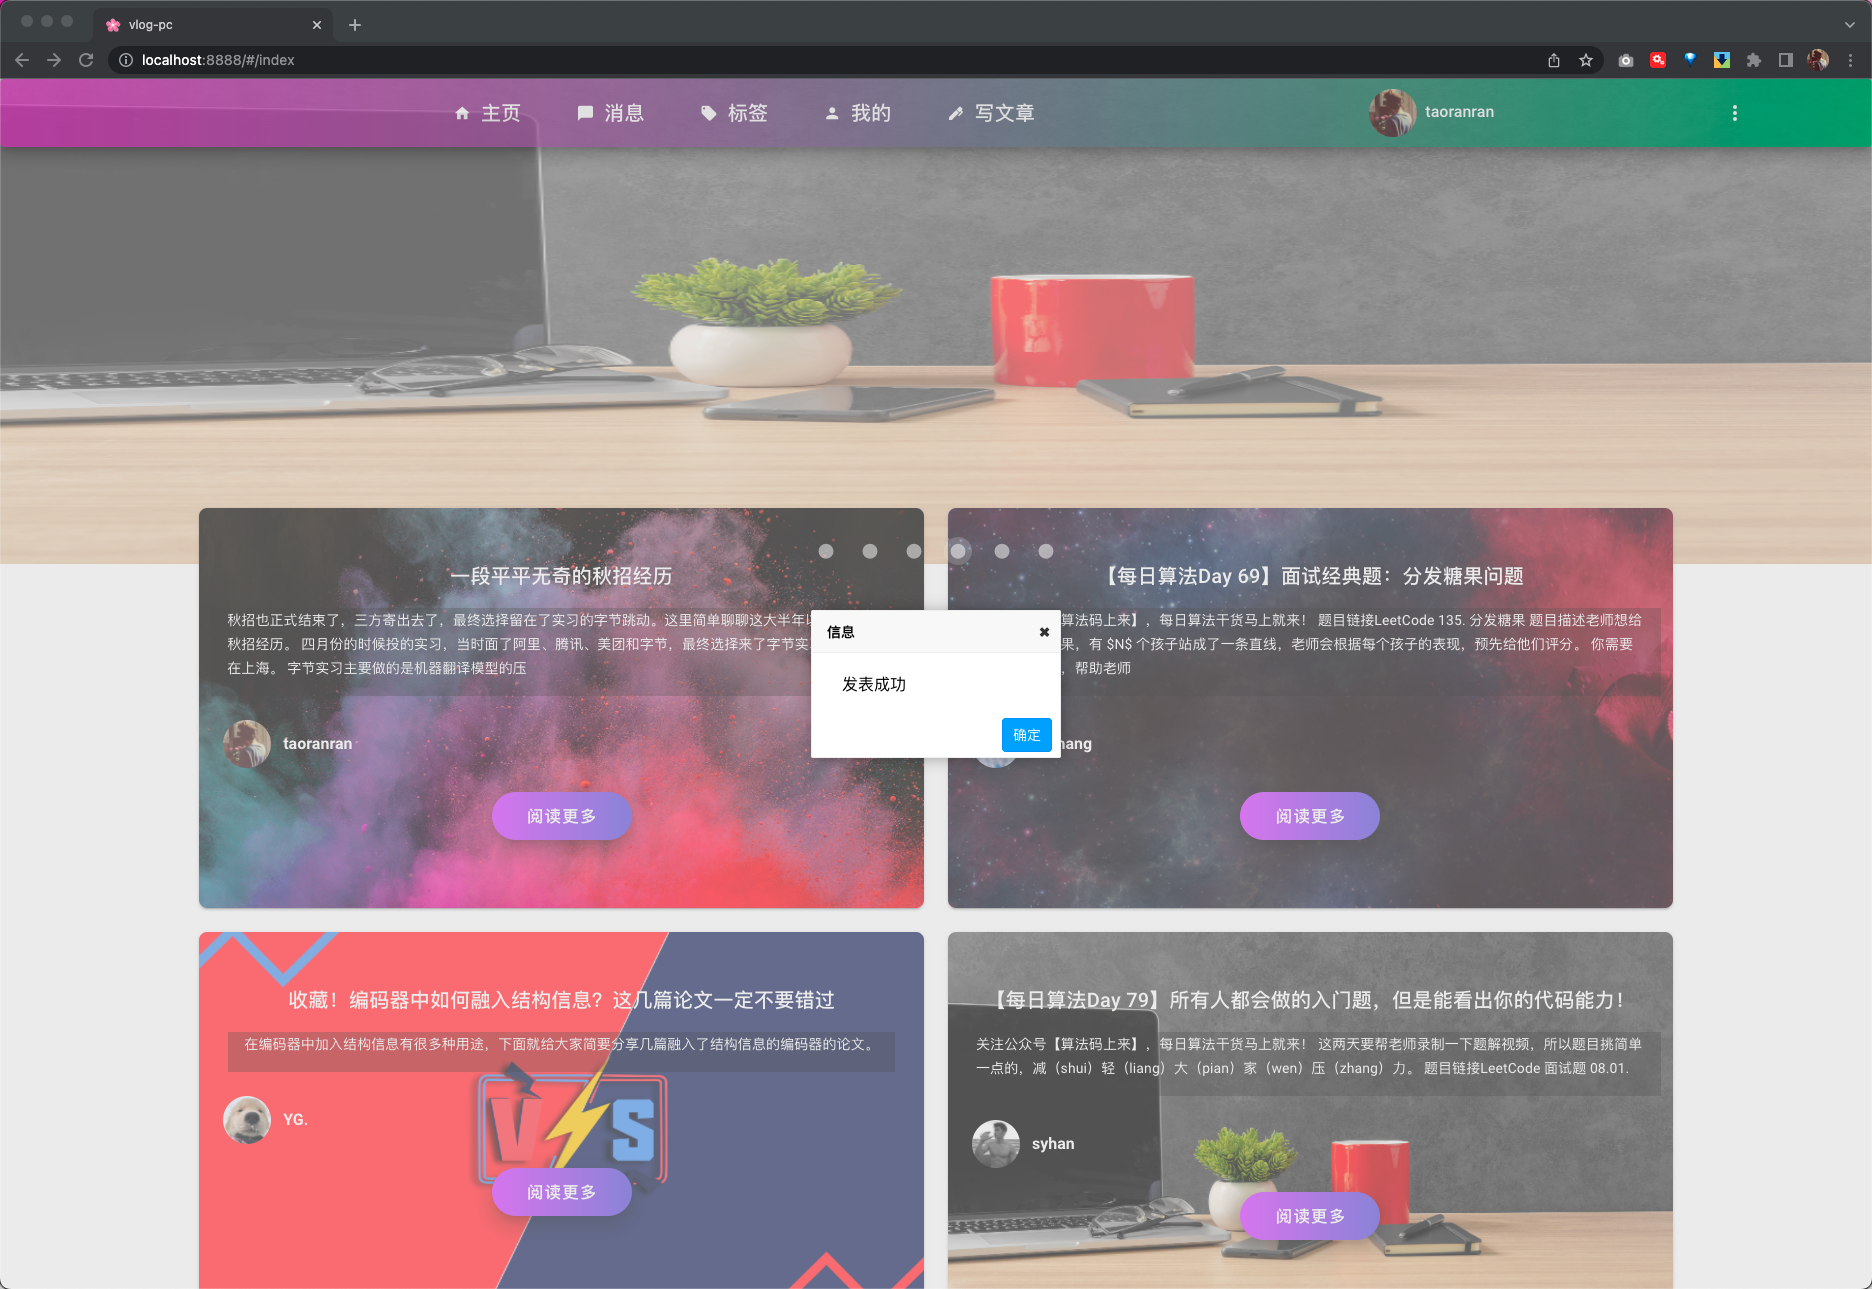 vlog-pc
localhost:8888/#/index
主页
消息
标签
我的
写文章
taoranran
一段平平无奇的秋招经历
秋招也正式结束了，三方寄出去了，最终选择留在了实习的字节跳动。这里简单聊聊这大半年
秋招经历。 四月份的时候投的实习，当时面了阿里、腾讯、美团和字节，最终选择来了字节实
在上海。 字节实习主要做的是机器翻译模型的压
taoranran
阅读更多
【每日算法Day 69】面试经典题：分发糖果问题
算法码上来】，每日算法干货马上就来！ 题目链接LeetCode 135. 分发糖果 题目描述老师想给
果，有 $N$ 个孩子站成了一条直线，老师会根据每个孩子的表现，预先给他们评分。 你需要
，帮助老师
hang
阅读更多
信息
发表成功
确定
收藏！编码器中如何融入结构信息？这几篇论文一定不要错过
在编码器中加入结构信息有很多种用途，下面就给大家简要分享几篇融入了结构信息的编码器的论文。
YG.
VS
阅读更多
【每日算法Day 79】所有人都会做的入门题，但是能看出你的代码能力！
关注公众号【算法码上来】，每日算法干货马上就来！ 这两天要帮老师录制一下题解视频，所以题目挑简单
一点的，减（shui）轻（liang）大（pian）家（wen）压（zhang）力。 题目链接LeetCode 面试题 08.01.
syhan
阅读更多